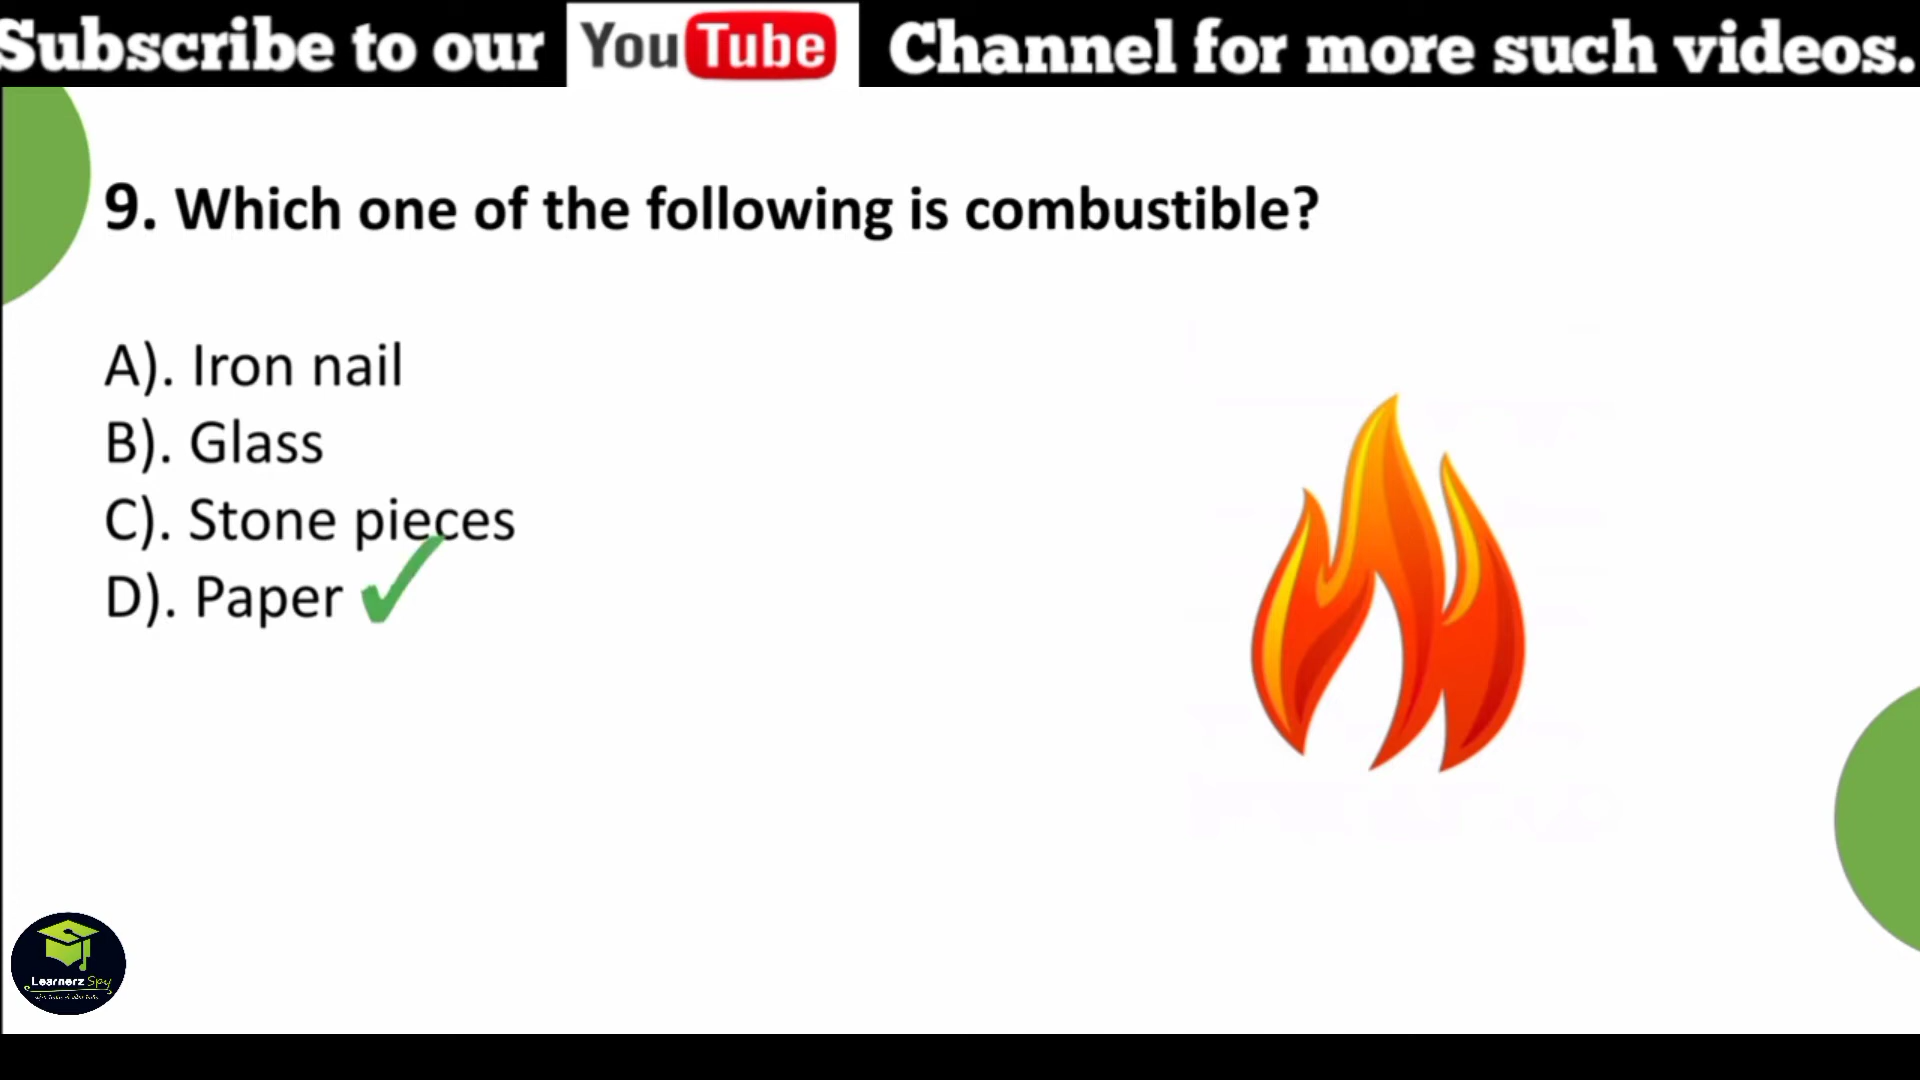 Subscribe to our YouTube Channel for more such videos.
9. Which one of the following is combustible?
A). Iron nail
B). Glass
C). Stone pieces
D). Paper
Learnerz Spy